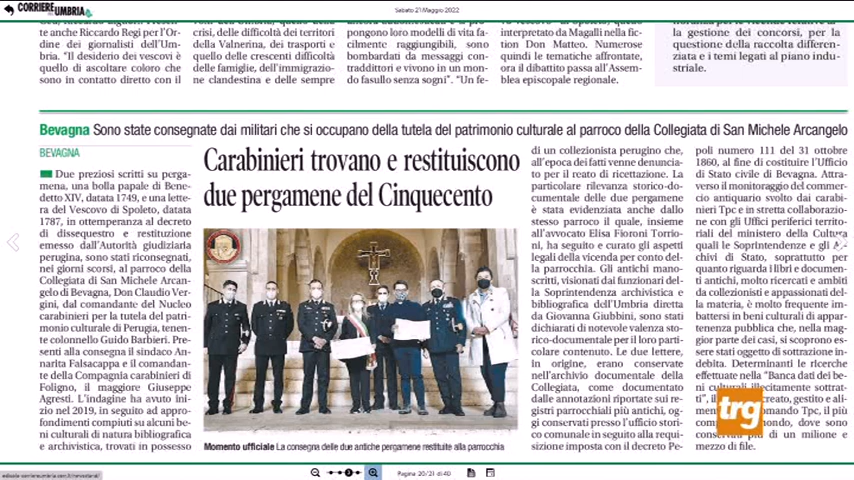 CORRIERE
dell'UMBRIA
Sabato 21 Maggio 2022
te anche Riccardo Regi per l'Or-
dine dei giornalisti dell'Um-
bria. "Il desiderio dei vescovi è
quello di ascoltare coloro che
sono in contatto diretto con il
crisi, delle difficoltà dei territori
della Valnerina, dei trasporti e
quello delle crescenti difficoltà
delle famiglie, dell'immigrazio-
ne clandestina e delle sempre
pongono loro modelli di vita fa-
cilmente raggiungibili, sono
bombardati da messaggi con-
traddittori e vivono in un mon-
do fasullo senza sogni". "Un fe-
interpretato da Magalli nella fic-
tion Don Matteo. Numerose
quindi le tematiche affrontate,
ora il dibattito passa all'Assem-
blea episcopale regionale.
la gestione dei concorsi, per la
questione della raccolta differen-
ziata e i temi legati al piano indu-
striale.
Bevagna Sono state consegnate dai militari che si occupano della tutela del patrimonio culturale al parroco della Collegiata di San Michele Arcangelo
Carabinieri trovano e restituiscono
due pergamene del Cinquecento
BEVAGNA
Due preziosi scritti su perga-
mena, una bolla papale di Bene-
detto XIV, datata 1749, e una lette-
ra del Vescovo di Spoleto, datata
1787, in ottemperanza al decreto
di dissequestro e restituzione
emesso dall'Autorità giudiziaria
perugina, sono stati riconsegnati,
nei giorni scorsi, al parroco della
Collegiata di San Michele Arcan-
gelo di Bevagna, Don Claudio Ver-
gini, dal comandante del Nucleo
carabinieri per la tutela del patri-
monio culturale di Perugia, tenen-
te colonnello Guido Barbieri. Pre-
senti alla consegna il sindaco An-
narita Falsacappa e il comandan-
te della Compagnia carabinieri di
Foligno, il maggiore Giuseppe
Agresti. L'indagine ha avuto ini-
zio nel 2019, in seguito ad appro-
fondimenti compiuti su alcuni be-
ni culturali di natura bibliografica
e archivistica, trovati in possesso
Momento ufficiale La consegna delle due antiche pergamene restituite alla parrocchia
di un collezionista perugino che,
all'epoca dei fatti venne denuncia-
to per il reato di ricettazione. La
particolare rilevanza storico-do-
cumentale delle due pergamene
è stata evidenziata anche dallo
stesso parroco il quale, insieme
all'avvocato Elisa Fioroni Torrio-
ni, ha seguito e curato gli aspetti
legali della vicenda per conto del-
la parrocchia. Gli antichi mano-
scritti, visionati dai funzionari del-
la Soprintendenza archivistica e
bibliografica dell'Umbria diretta
da Giovanna Giubbini, sono stati
dichiarati di notevole valenza sto-
rico-documentale per il loro parti-
colare contenuto. Le due lettere,
in origine, erano conservate
nell'archivio documentale della
Collegiata, come documentato
dalle annotazioni riportate sui re-
gistri parrocchiali più antichi, og-
gi conservati presso l'ufficio stori-
co comunale in seguito alla requi-
sizione imposta con il decreto Pe-
poli numero 111 del 31 ottobre
1860, al fine di costituire l'Ufficio
di Stato civile di Bevagna. Attra-
verso il monitoraggio del commer-
cio antiquario svolto dai carabi-
nieri Tpc e in stretta collaborazio-
ne con gli Uffici periferici territo-
riali del ministero della Cultura
quali le Soprintendenze e gli Ar-
chivi di Stato, soprattutto per
quanto riguarda i libri e documen-
ti antichi, molto ricercati e ambiti
da collezionisti e appassionati del-
la materia, è molto frequente im-
battersi in beni culturali di appar-
tenenza pubblica che, nella mag-
gior parte dei casi, si scoprono es-
sere stati oggetto di sottrazione in-
debita. Determinanti le ricerche
effettuate nella "Banca dati dei be-
ni culturali illecitamente sottrat-
ti", il creato, gestito e ali-
men omando Tpc, il più
com ondo, dove sono
conser di un milione e
mezzo di file.
trg
Pagina 20/21 di 40